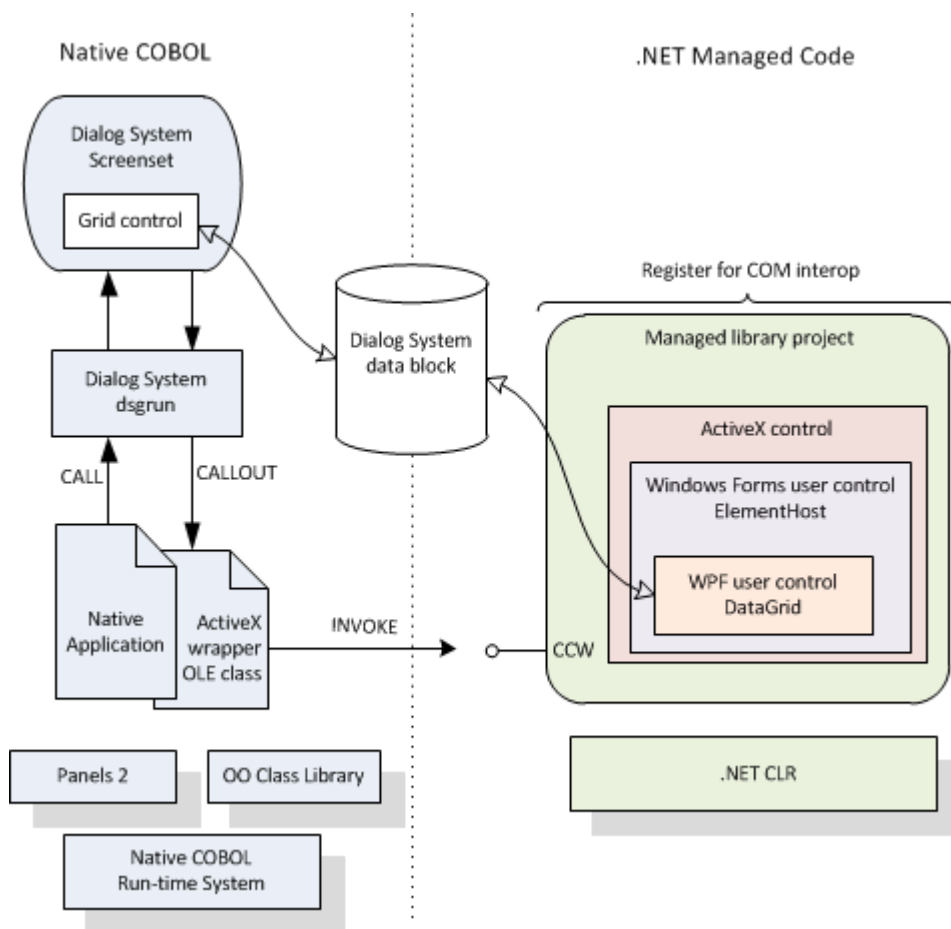 Native COBOL
.NET Managed Code
Dialog System
Screenset
Grid control
Register for COM interop
Dialog System
data block
Managed library project
Dialog System
dsgrun
ActiveX control
CALL
CALLOUT
Windows Forms user control
ElementHost
WPF user control
DataGrid
Native
Application
ActiveX
wrapper
OLE class
INVOKE
CCW
Panels 2
OO Class Library
.NET CLR
Native COBOL
Run-time System